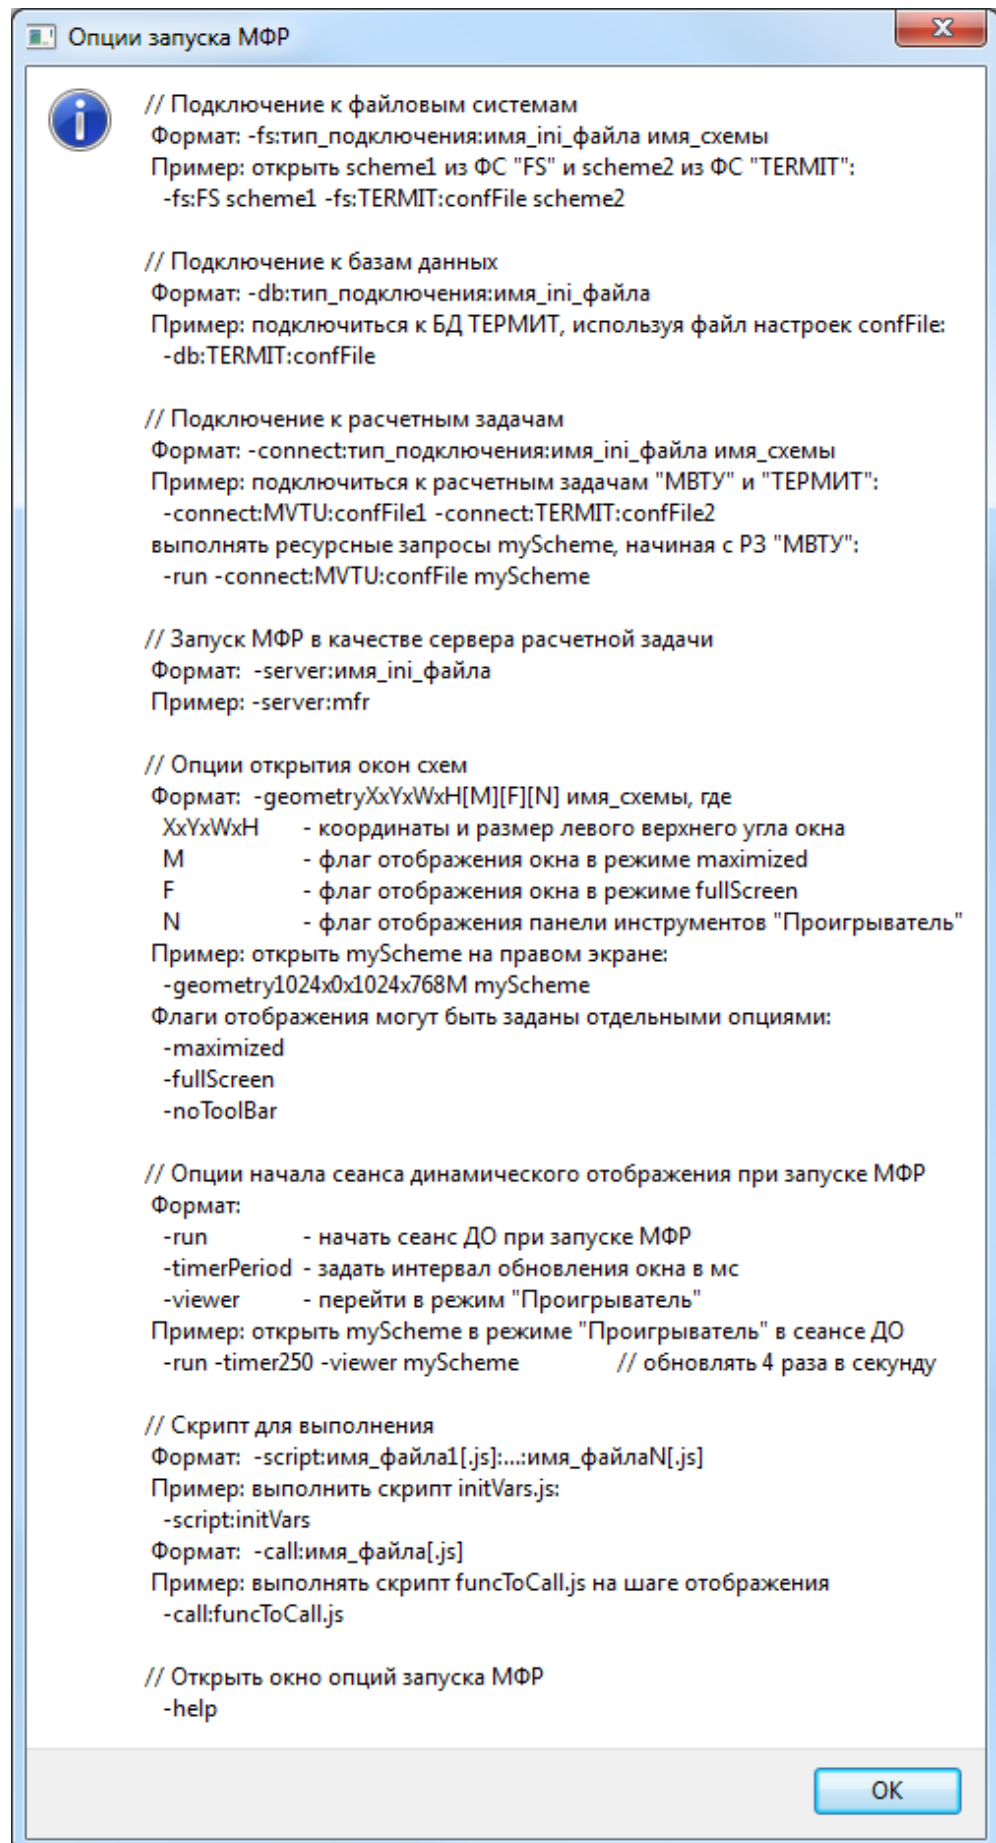 Опции запуска МФР
// Подключение к файловым системам
Формат: -fs:тип_подключения:имя_ini_файла имя_схемы
Пример: открыть scheme1 из ФС "FS" и scheme2 из ФС "TERMIT":
-fs:FS scheme1 -fs:TERMIT:confFile scheme2
// Подключение к базам данных
Формат: -db:тип_подключения:имя_ini_файла
Пример: подключиться к БД ТЕРМИТ, используя файл настроек confFile:
-db:TERMIT:confFile
// Подключение к расчетным задачам
Формат: -connect:тип_подключения:имя_ini_файла имя_схемы
Пример: подключиться к расчетным задачам "МВТУ" и "ТЕРМИТ":
-connect:MVTU:confFile1 -connect:TERMIT:confFile2
выполнять ресурсные запросы myScheme, начиная с РЗ "МВТУ":
-run -connect:MVTU:confFile myScheme
// Запуск МФР в качестве сервера расчетной задачи
Формат:  -server:имя_ini_файла
Пример: -server:mfr
// Опции открытия окон схем
Формат:  -geometryXxYxWxH[M][F][N] имя_схемы, где
XxYxWxH - координаты и размер левого верхнего угла окна
M - флаг отображения окна в режиме maximized
F - флаг отображения окна в режиме fullScreen
N - флаг отображения панели инструментов "Проигрыватель"
Пример: открыть myScheme на правом экране:
-geometry1024x0x1024x768M myScheme
Флаги отображения могут быть заданы отдельными опциями:
-maximized
-fullScreen
-noToolBar
// Опции начала сеанса динамического отображения при запуске МФР
Формат:
-run - начать сеанс ДО при запуске МФР
-timerPeriod - задать интервал обновления окна в мс
-viewer - перейти в режим "Проигрыватель"
Пример: открыть myScheme в режиме "Проигрыватель" в сеансе ДО
-run -timer250 -viewer myScheme // обновлять 4 раза в секунду
// Скрипт для выполнения
Формат:  -script:имя_файла1[.js]:...:имя_файлаN[.js]
Пример: выполнить скрипт initVars.js:
-script:initVars
Формат:  -call:имя_файла[.js]
Пример: выполнять скрипт funcToCall.js на шаге отображения
-call:funcToCall.js
// Открыть окно опций запуска МФР
-help
OK